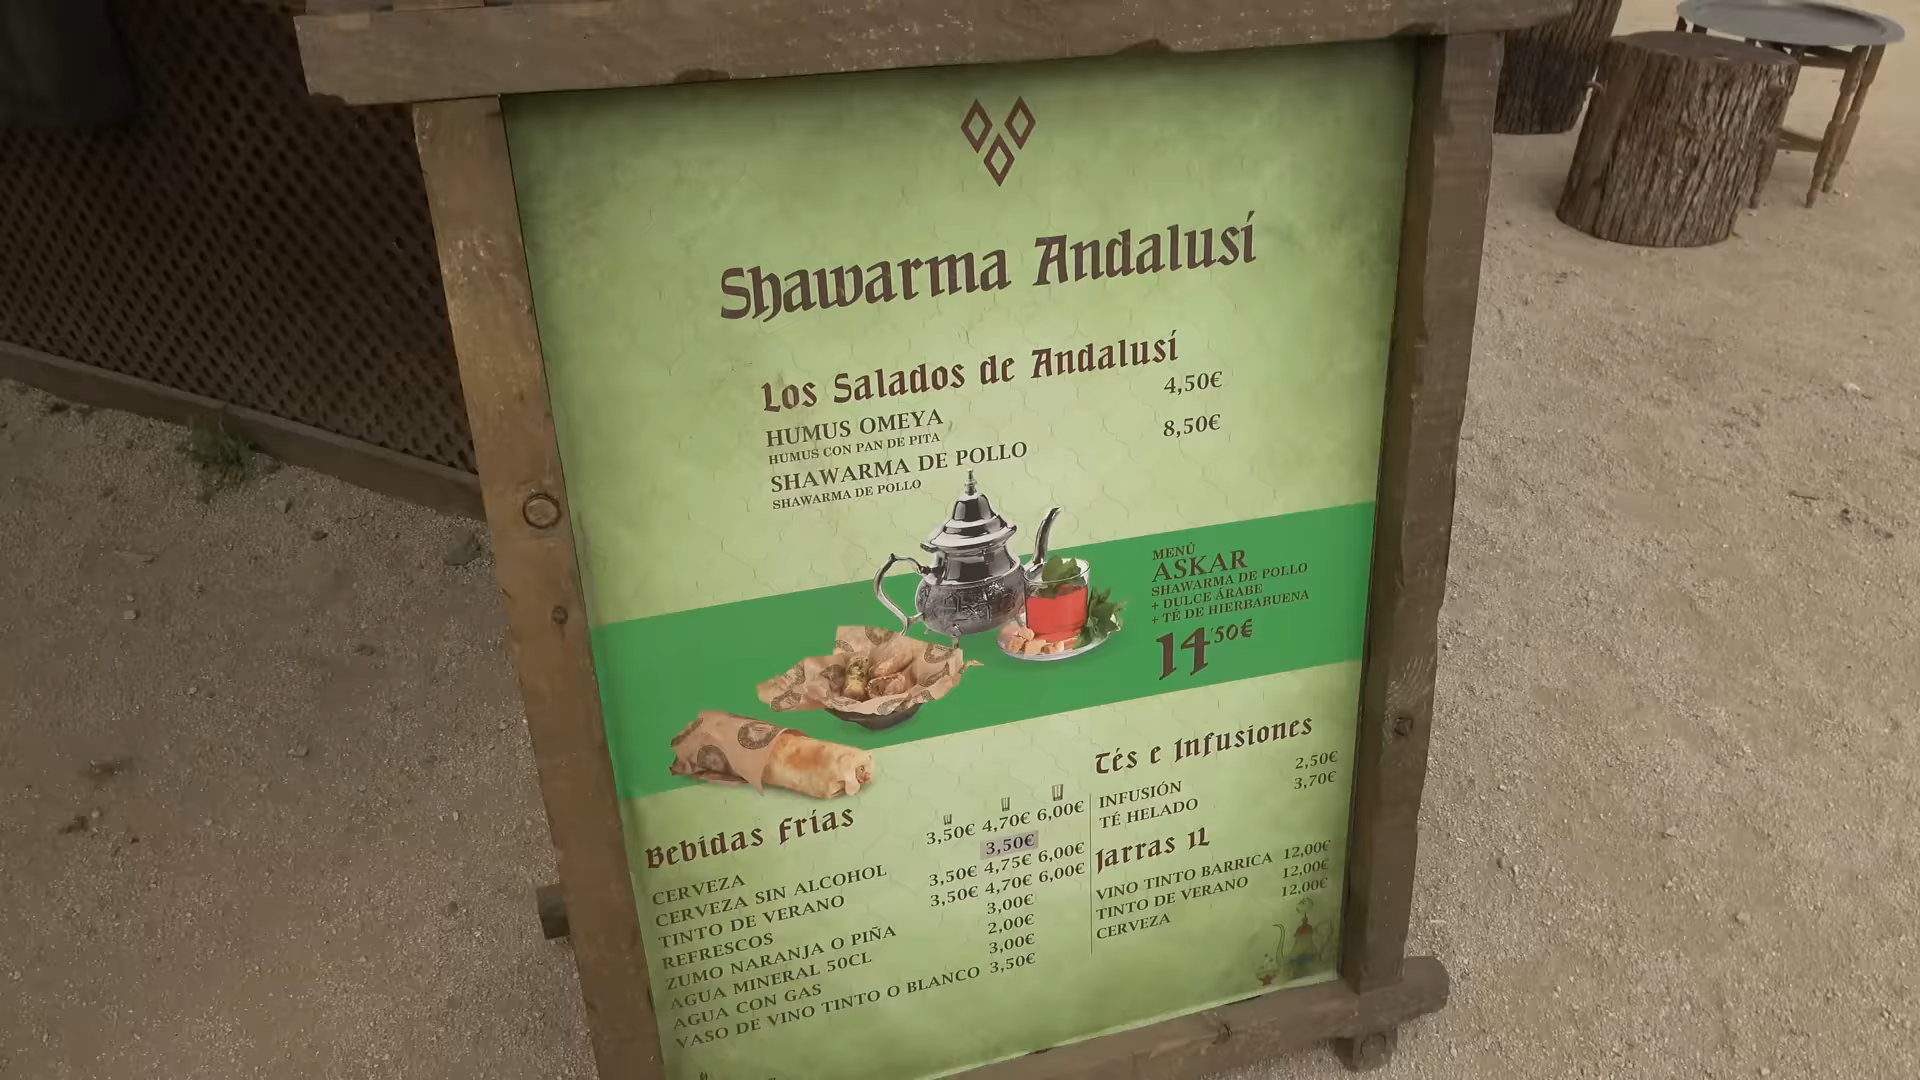 Shawarma Andalusí
Los Salados de Andalusí
HUMUS OMEYA 4,50€
HUMUS CON PAN DE PITA
SHAWARMA DE POLLO 8,50€
SHAWARMA DE POLLO
MENÚ
ASKAR
SHAWARMA DE POLLO
+ DULCE ÁRABE
+ TÉ DE HIERBABUENA
14'50€
Bebidas Frías
CERVEZA 3,50€ 4,70€ 6,00€
CERVEZA SIN ALCOHOL 3,50€
TINTO DE VERANO 3,50€ 4,75€ 6,00€
REFRESCOS 3,50€ 4,70€ 6,00€
ZUMO NARANJA O PIÑA 3,00€
AGUA MINERAL 50CL 2,00€
AGUA CON GAS 3,00€
VASO DE VINO TINTO O BLANCO 3,50€
Tés e Infusiones
INFUSIÓN 2,50€
TÉ HELADO 3,70€
Jarras 1L
VINO TINTO BARRICA 12,00€
TINTO DE VERANO 12,00€
CERVEZA 12,00€